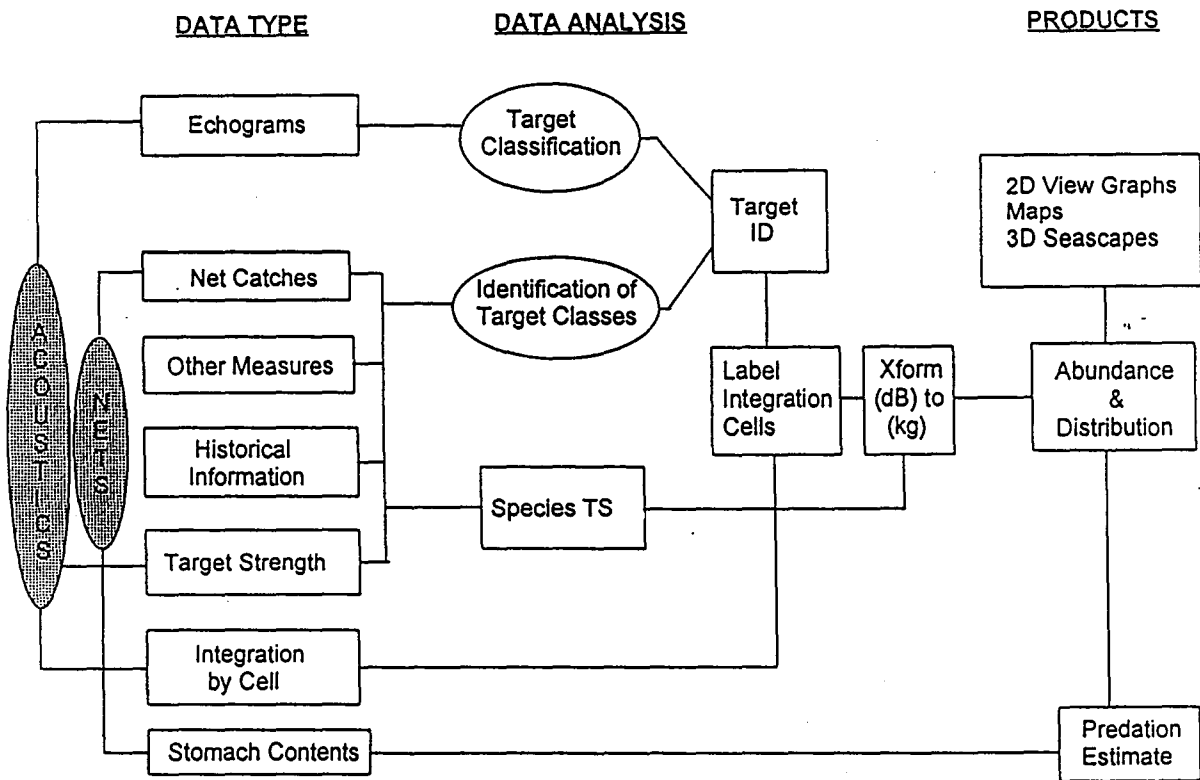 DATA TYPE
DATA ANALYSIS
PRODUCTS
Echograms
Target
Classification
Target
ID
2D View Graphs
Maps
3D Seascapes
Net Catches
Identification of
Target Classes
ACOUSTICS
NETS
Other Measures
Label
Integration
Cells
Xform
(dB) to
(kg)
Abundance
&
Distribution
Historical
Information
Species TS
Target Strength
Integration
by Cell
Stomach Contents
Predation
Estimate